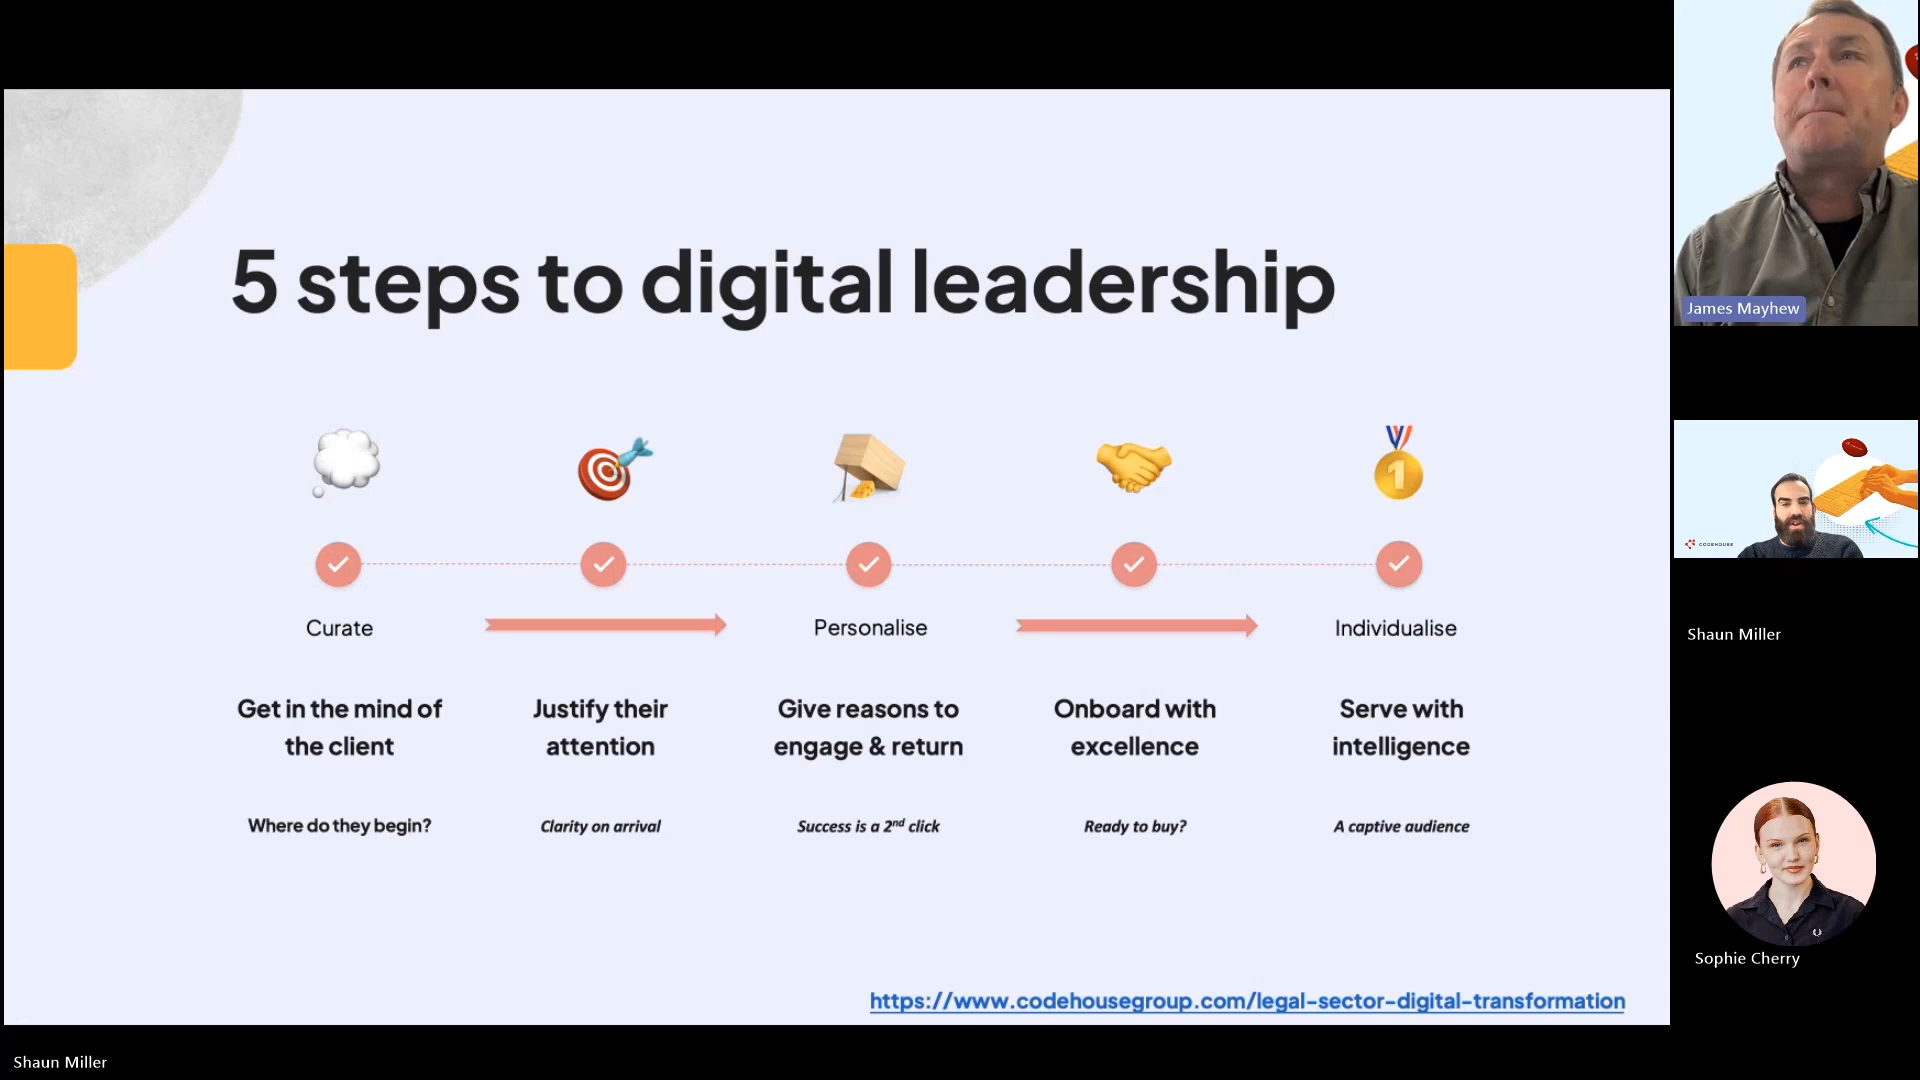 5 steps to digital leadership
1
Curate
Personalise
Individualise
Get in the mind of
the client
Justify their
attention
Give reasons to
engage & return
Onboard with
excellence
Serve with
intelligence
Where do they begin?
Clarity on arrival
Success is a 2nd click
Ready to buy?
A captive audience
https://www.codehousegroup.com/legal-sector-digital-transformation
Shaun Miller
James Mayhew
CODEHOUSE
Shaun Miller
Sophie Cherry